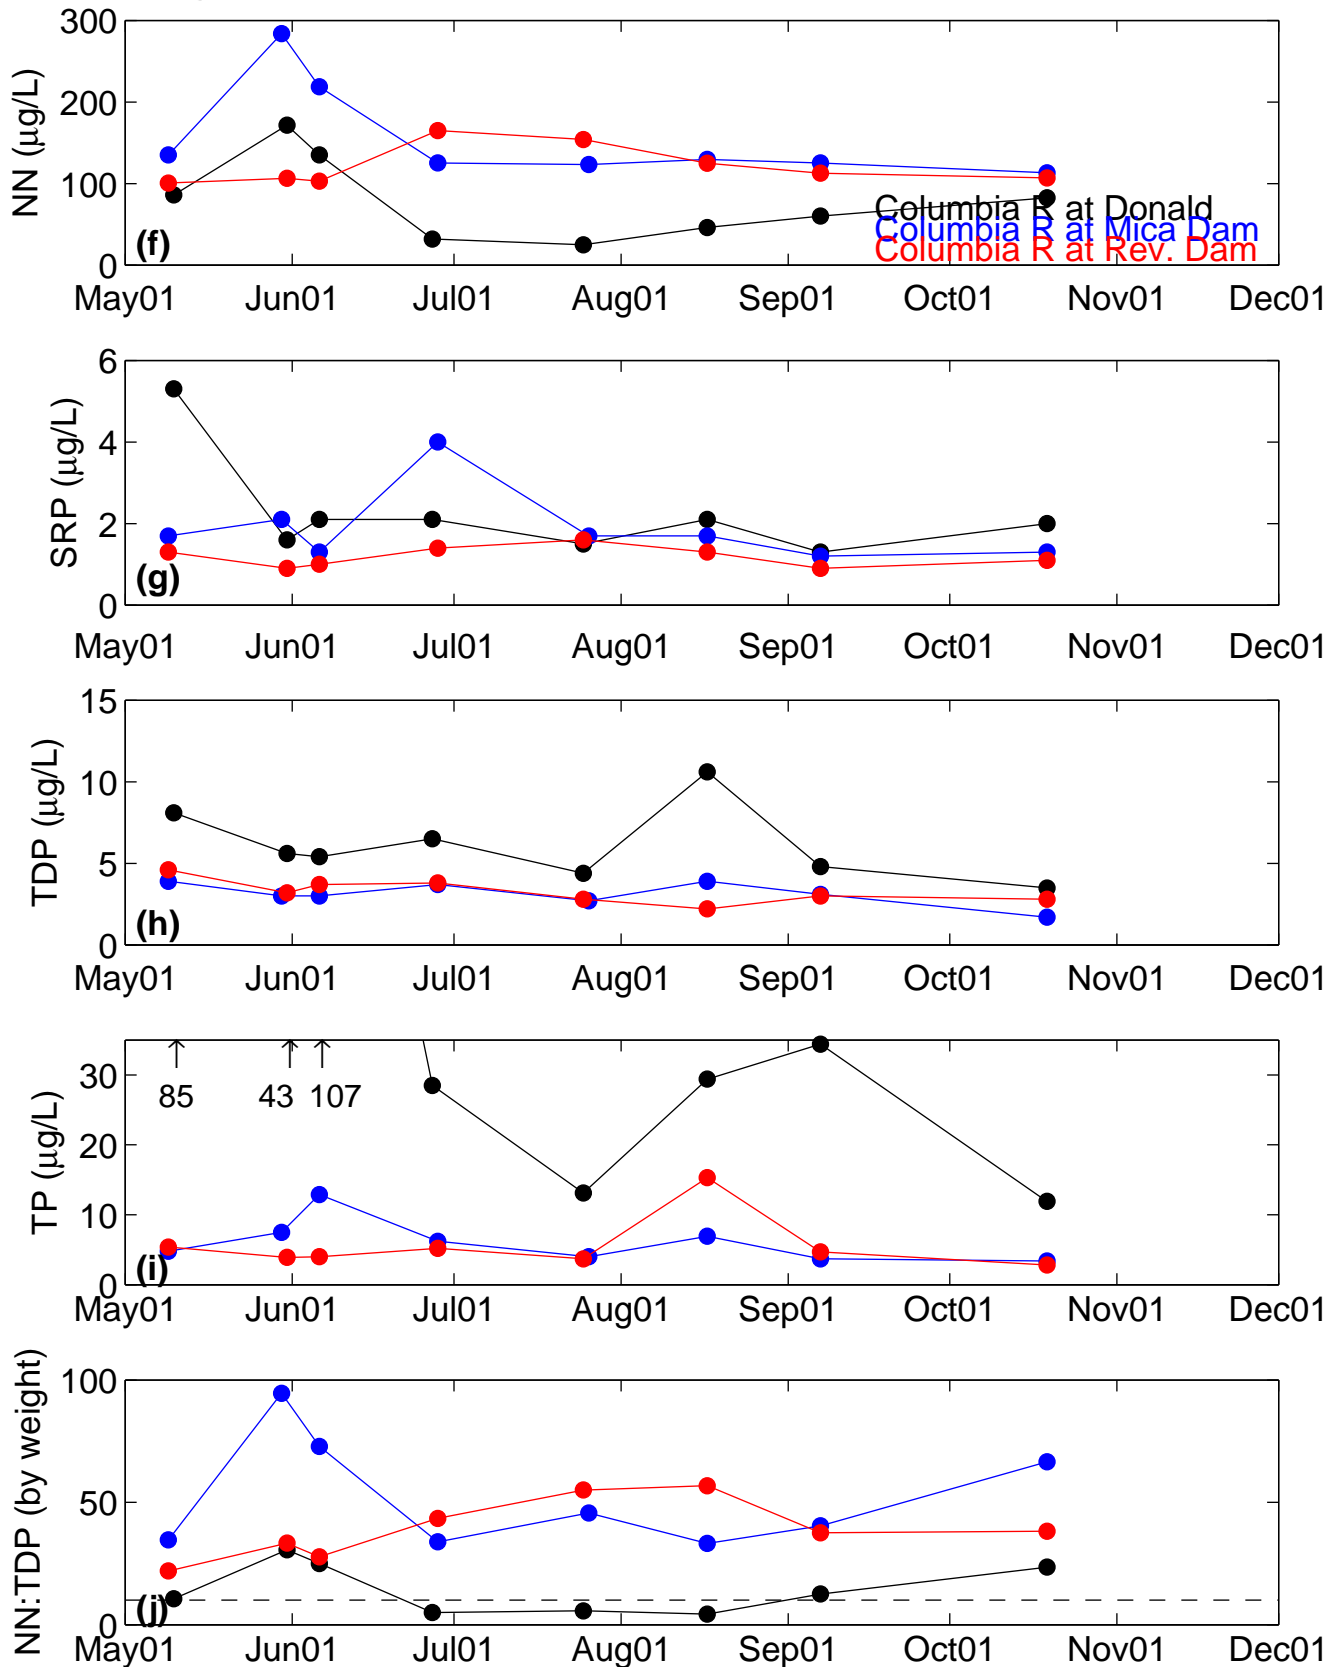 300
200
100
0
NN (µg/L)
(f)
Columbia R at Donald
Columbia R at Mica Dam
Columbia R at Rev. Dam
May01 Jun01 Jul01 Aug01 Sep01 Oct01 Nov01 Dec01
6
4
2
0
SRP (µg/L)
(g)
May01 Jun01 Jul01 Aug01 Sep01 Oct01 Nov01 Dec01
15
10
5
0
TDP (µg/L)
(h)
May01 Jun01 Jul01 Aug01 Sep01 Oct01 Nov01 Dec01
30
20
10
0
TP (µg/L)
↑ ↑ ↑
85 43 107
(i)
May01 Jun01 Jul01 Aug01 Sep01 Oct01 Nov01 Dec01
100
50
0
NN:TDP (by weight)
(j)
May01 Jun01 Jul01 Aug01 Sep01 Oct01 Nov01 Dec01